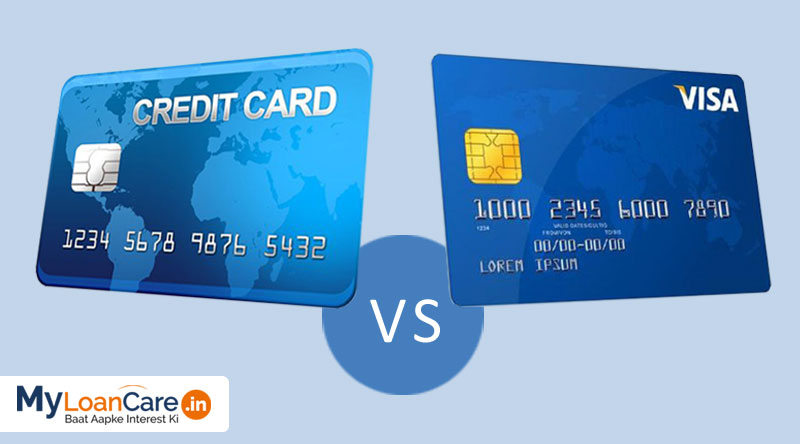 CREDIT CARD
1234 5678 9876 5432
VISA
1000 2345 6000 7890
1234
00/00-00/00
LOREM IPSUM
VS
MyLoanCare.in
Baat Aapke Interest Ki